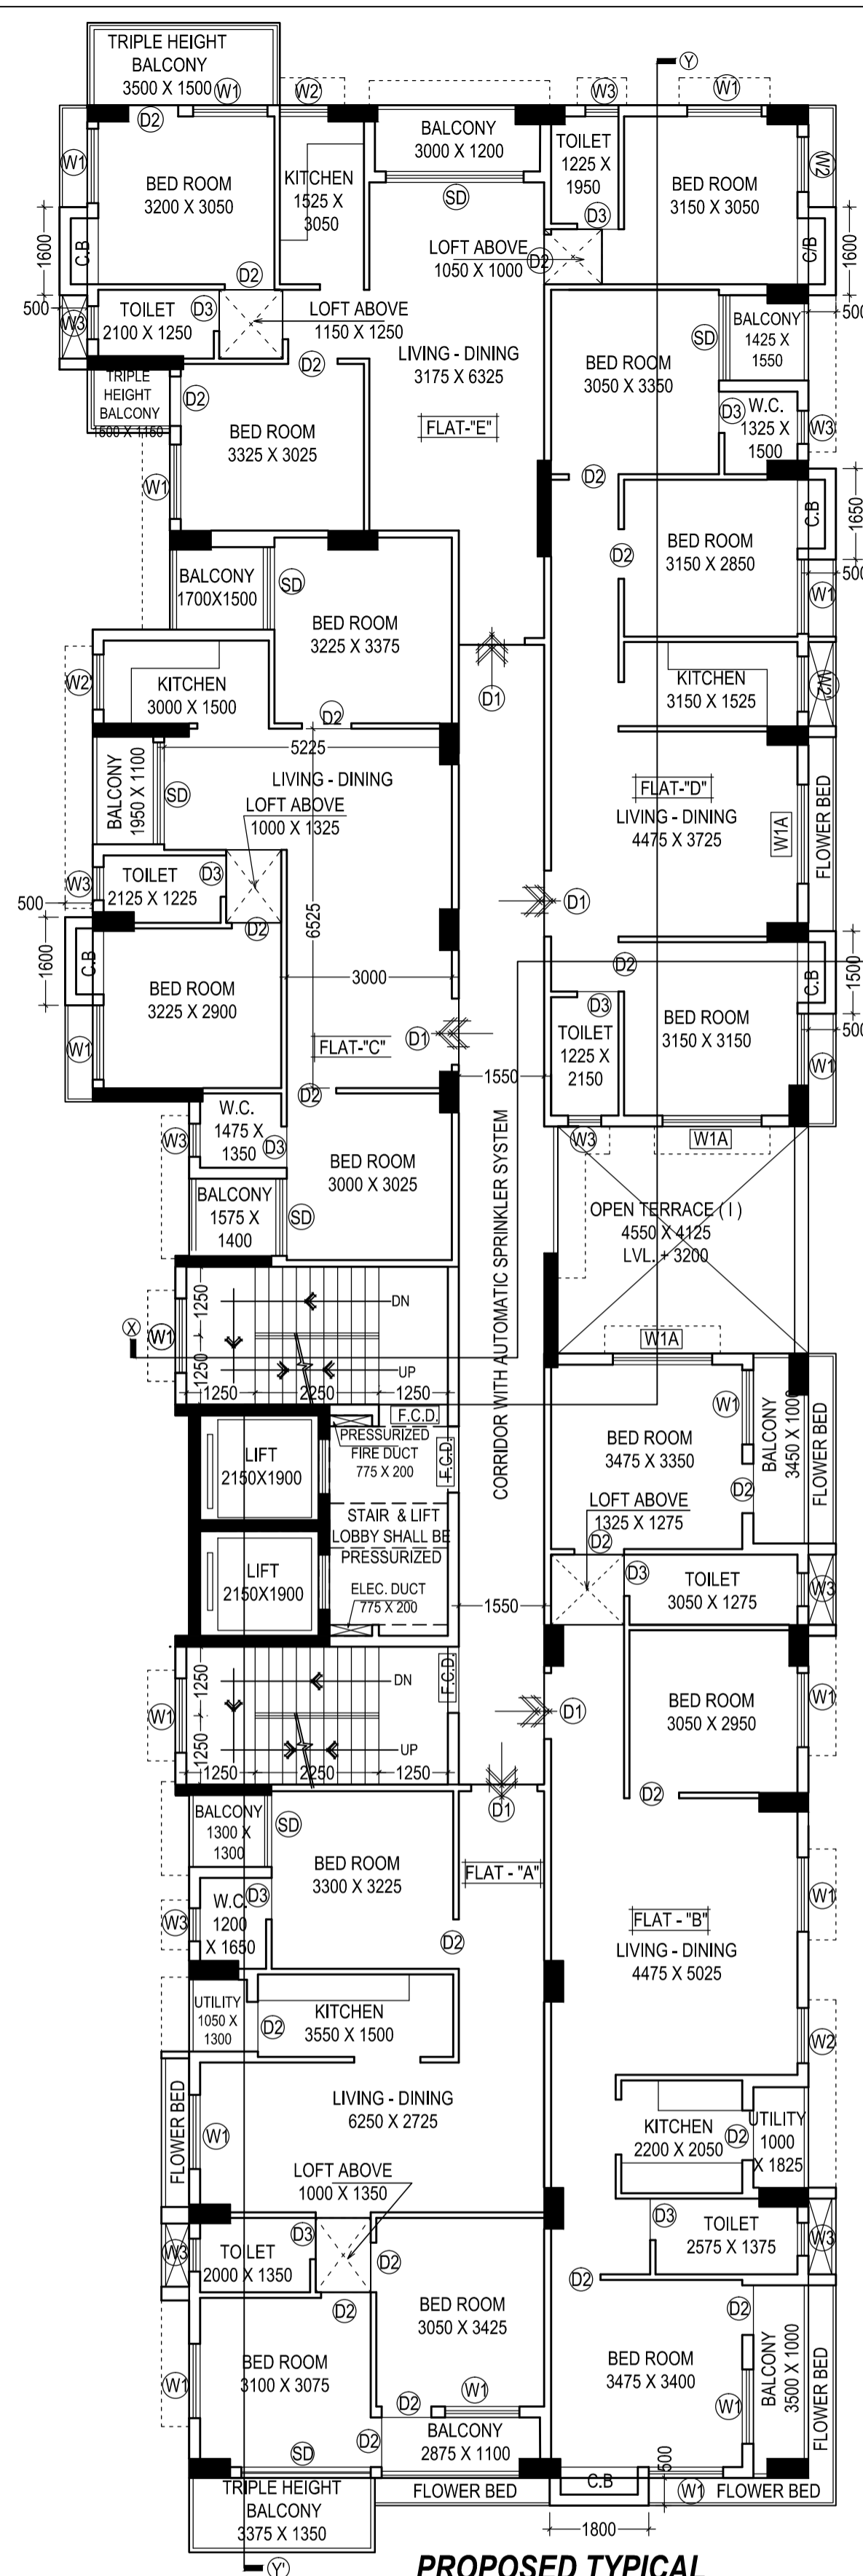 TRIPLE HEIGHT
BALCONY
3500 X 1500
W1
W2
D2
W1
BED ROOM
3200 X 3050
KITCHEN
1525 X
3050
BALCONY
3000 X 1200
SD
W3
TOILET
1225 X
1950
D3
Y
W1
BED ROOM
3150 X 3050
W2
1600
C.B
C/B
1600
D2
LOFT ABOVE
1050 X 1000
D2
500
W3
TOILET
2100 X 1250
D3
LOFT ABOVE
1150 X 1250
D2
500
SD
BALCONY
1425 X
1550
BED ROOM
3050 X 3350
LIVING - DINING
3175 X 6325
FLAT-"E"
TRIPLE
HEIGHT
BALCONY
1500 X 1150
D2
BED ROOM
3325 X 3025
W1
D3
W.C.
1325 X
1500
W3
D2
BED ROOM
3150 X 2850
D2
C.B
1650
500
W1
BALCONY
1700X1500
SD
BED ROOM
3225 X 3375
D1
W2'
KITCHEN
3000 X 1500
D2
KITCHEN
3150 X 1525
W2'
5225
LIVING - DINING
LOFT ABOVE
1000 X 1325
BALCONY
1950 X 1100
SD
FLAT-"D"
LIVING - DINING
4475 X 3725
W1A
FLOWER BED
W3
TOILET
2125 X 1225
D3
D2
500
1600
C.B
6525
3000
D1
BED ROOM
3225 X 2900
W1
FLAT-"C"
D1
D2
D2
D3
BED ROOM
3150 X 3150
C.B
1500
500
W1
TOILET
1225 X
2150
1550
W3
W1A
W.C.
1475 X
1350
D3
W3
BED ROOM
3000 X 3025
BALCONY
1575 X
1400
SD
CORRIDOR WITH AUTOMATIC SPRINKLER SYSTEM
OPEN TERRACE ( I )
4550 X 4125
LVL. + 3200
W1A
X
W1
1250
1250
DN
UP
1250
2250
1250
F.C.D.
F.C.D.
PRESSURIZED
FIRE DUCT
775 X 200
LIFT
2150X1900
STAIR & LIFT
LOBBY SHALL BE
PRESSURIZED
LIFT
2150X1900
ELEC. DUCT
775 X 200
1550
BED ROOM
3475 X 3350
W1
D2
BALCONY
3450 X 1000
FLOWER BED
LOFT ABOVE
1325 X 1275
D2
D3
TOILET
3050 X 1275
W3
W1
1250
1250
DN
UP
F.C.D.
1250
2250
1250
D1
D1
BED ROOM
3050 X 2950
W1
D2
BALCONY
1300 X
1300
SD
BED ROOM
3300 X 3225
FLAT - "A"
W1
W.C.
1200
X 1650
D3
W3
D2
FLAT - "B"
LIVING - DINING
4475 X 5025
UTILITY
1050 X
1300
D2
KITCHEN
3550 X 1500
W2
LIVING - DINING
6250 X 2725
FLOWER BED
W1
KITCHEN
2200 X 2050
D2
UTILITY
1000
X 1825
LOFT ABOVE
1000 X 1350
W3
TOILET
2000 X 1350
D3
D2
D3
TOILET
2575 X 1375
W3
D2
D2
BED ROOM
3050 X 3425
D2
BED ROOM
3100 X 3075
W1
BED ROOM
3475 X 3400
W1
BALCONY
3500 X 1000
FLOWER BED
W1
D2
D2
BALCONY
2875 X 1100
SD
TRIPLE HEIGHT
BALCONY
3375 X 1350
FLOWER BED
C.B
500
W1
FLOWER BED
1800
Y'
PROPOSED TYPICAL